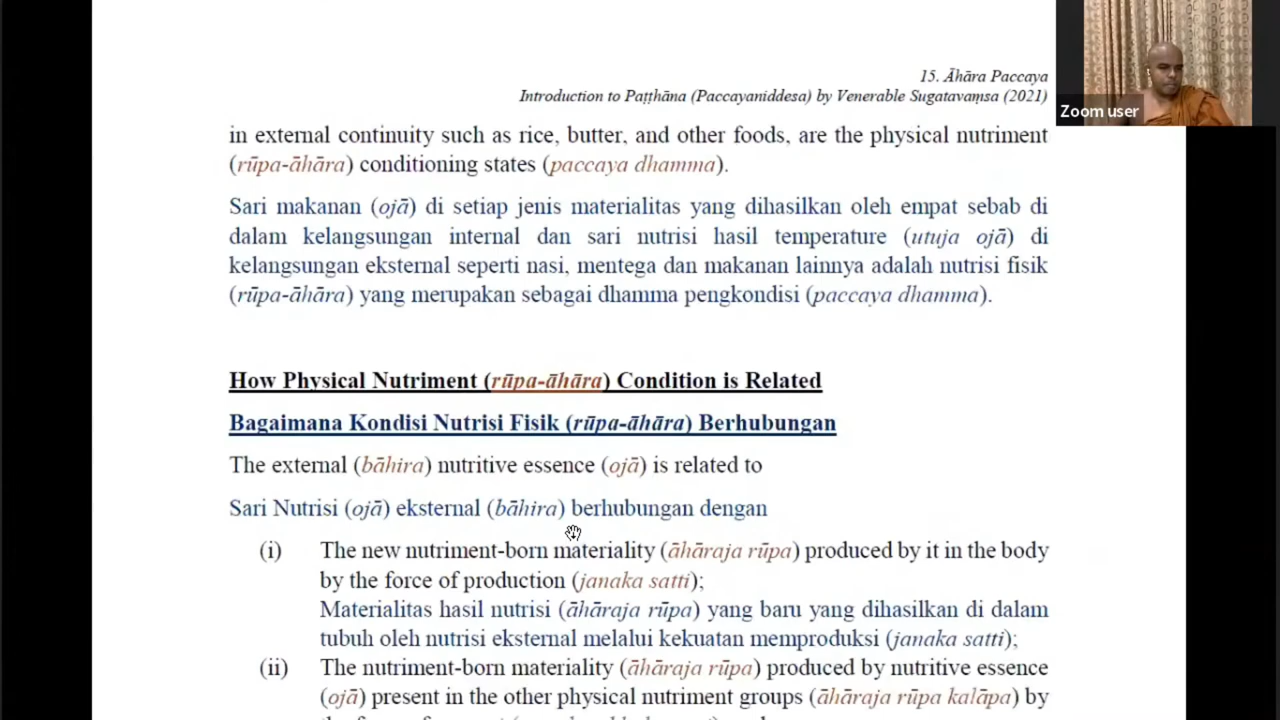 15. Āhāra Paccaya
Introduction to Paṭṭhāna (Paccayaniddesa) by Venerable Sugatavaṃsa (2021)
Zoom user
in external continuity such as rice, butter, and other foods, are the physical nutriment
(rūpa-āhāra) conditioning states (paccaya dhamma).
Sari makanan (ojā) di setiap jenis materialitas yang dihasilkan oleh empat sebab di
dalam kelangsungan internal dan sari nutrisi hasil temperature (utuja ojā) di
kelangsungan eksternal seperti nasi, mentega dan makanan lainnya adalah nutrisi fisik
(rūpa-āhāra) yang merupakan sebagai dhamma pengkondisi (paccaya dhamma).
How Physical Nutriment (rūpa-āhāra) Condition is Related
Bagaimana Kondisi Nutrisi Fisik (rūpa-āhāra) Berhubungan
The external (bāhira) nutritive essence (ojā) is related to
Sari Nutrisi (ojā) eksternal (bāhira) berhubungan dengan
(i) The new nutriment-born materiality (āhāraja rūpa) produced by it in the body
by the force of production (janaka satti);
Materialitas hasil nutrisi (āhāraja rūpa) yang baru yang dihasilkan di dalam
tubuh oleh nutrisi eksternal melalui kekuatan memproduksi (janaka satti);
(ii) The nutriment-born materiality (āhāraja rūpa) produced by nutritive essence
(ojā) present in the other physical nutriment groups (āhāraja rūpa kalāpa) by